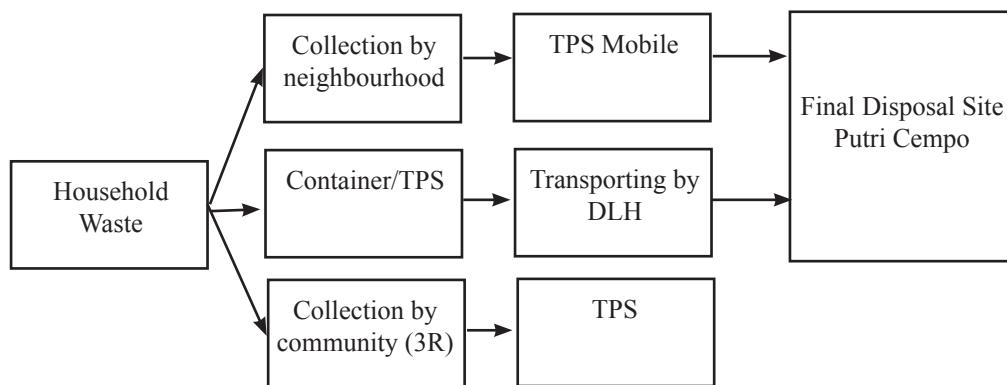 Household
Waste
Collection by
neighbourhood
TPS Mobile
Container/TPS
Transporting by
DLH
Collection by
community (3R)
TPS
Final Disposal Site
Putri Cempo